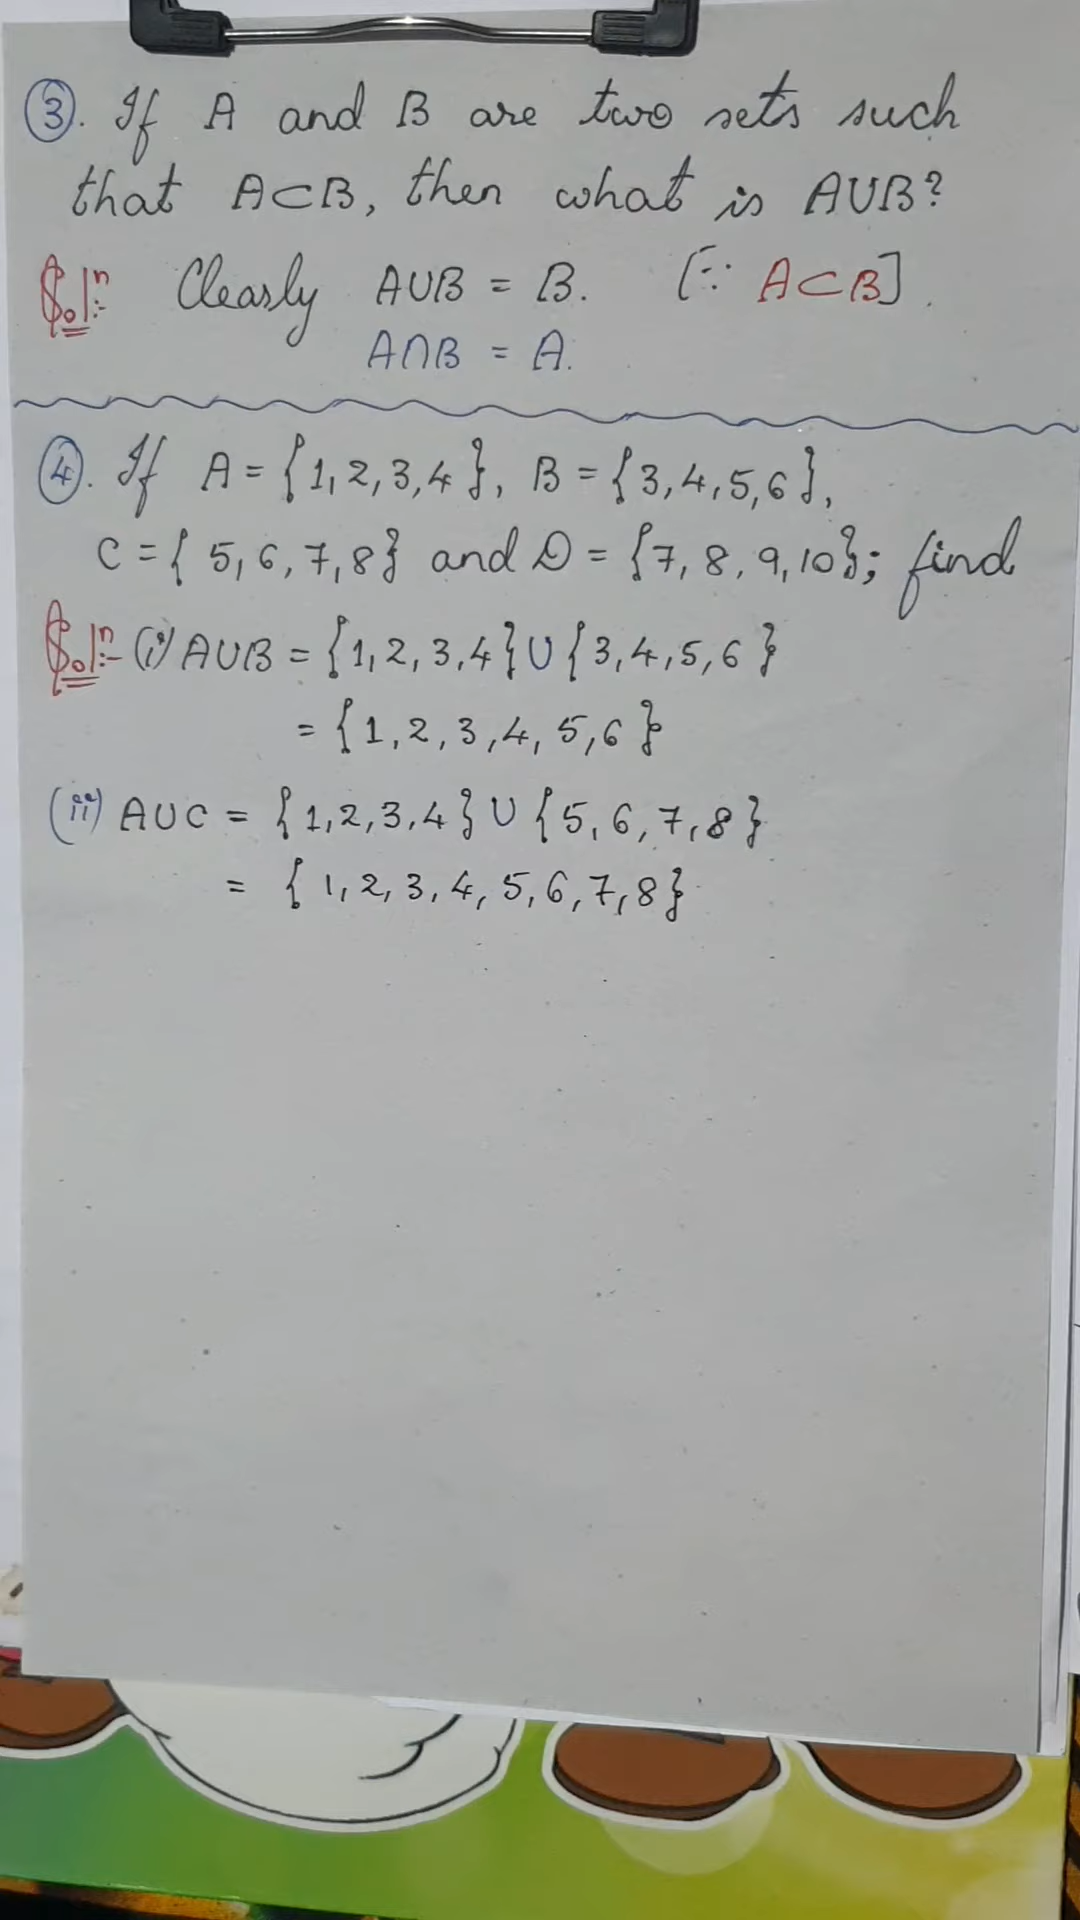 ③. If A and B are two sets such
that A⊂B, then what is A∪B?
Solⁿ:- Clearly A∪B = B. [∵ A⊂B].
A∩B = A.
④. If A = {1, 2, 3, 4}, B = {3, 4, 5, 6},
C = {5, 6, 7, 8} and D = {7, 8, 9, 10}; find
Solⁿ:- (i) A∪B = {1, 2, 3, 4} ∪ {3, 4, 5, 6}
= {1, 2, 3, 4, 5, 6}
(ii) A∪C = {1, 2, 3, 4} ∪ {5, 6, 7, 8}
= {1, 2, 3, 4, 5, 6, 7, 8}